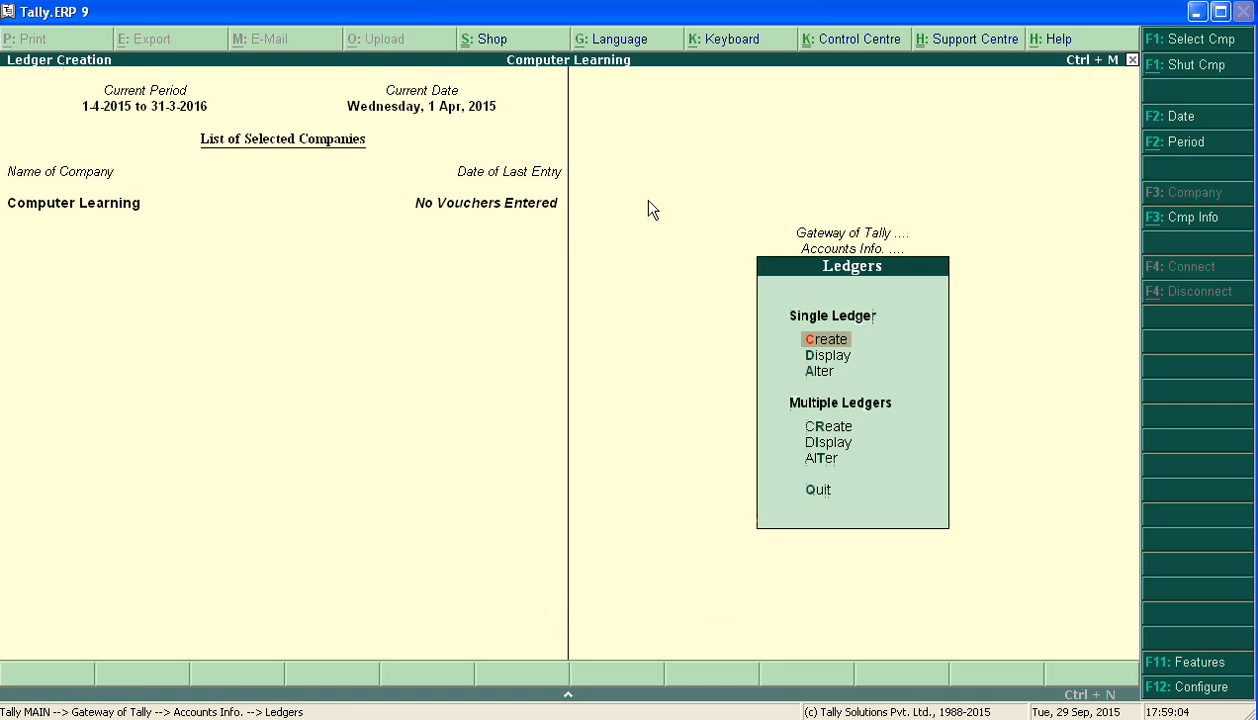 Tally.ERP 9
P: Print E: Export M: E-Mail O: Upload S: Shop G: Language K: Keyboard K: Control Centre H: Support Centre H: Help
Ledger Creation Computer Learning Ctrl + M
Current Period Current Date
1-4-2015 to 31-3-2016 Wednesday, 1 Apr, 2015
List of Selected Companies
Name of Company Date of Last Entry
Computer Learning No Vouchers Entered
Gateway of Tally ....
Accounts Info. ....
Ledgers
Single Ledger
Create
Display
Alter
Multiple Ledgers
CReate
DIsplay
AlTer
Quit
F1: Select Cmp
F1: Shut Cmp
F2: Date
F2: Period
F3: Company
F3: Cmp Info
F4: Connect
F4: Disconnect
F11: Features
F12: Configure
Ctrl + N
Tally MAIN --> Gateway of Tally --> Accounts Info. --> Ledgers (c) Tally Solutions Pvt. Ltd., 1988-2015 Tue, 29 Sep, 2015 17:59:04